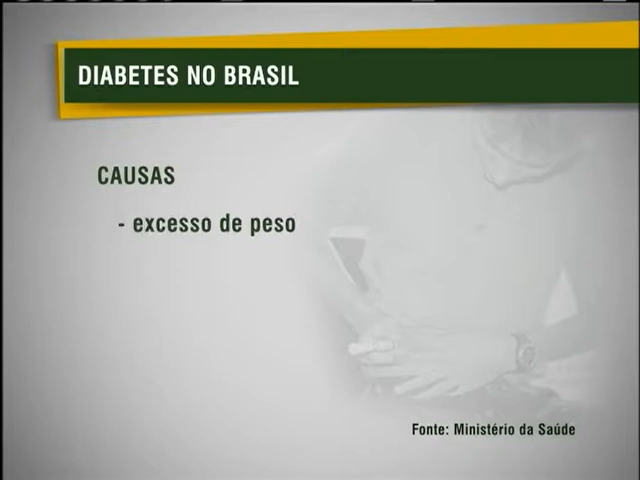 DIABETES NO BRASIL
CAUSAS
- excesso de peso
Fonte: Ministério da Saúde